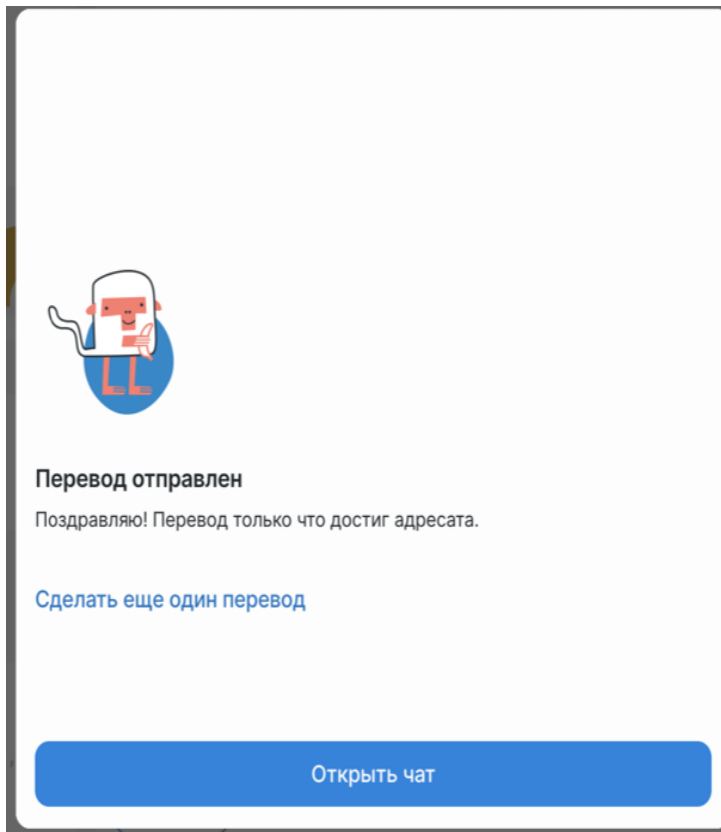 Перевод отправлен
Поздравляю! Перевод только что достиг адресата.
Сделать еще один перевод
Открыть чат